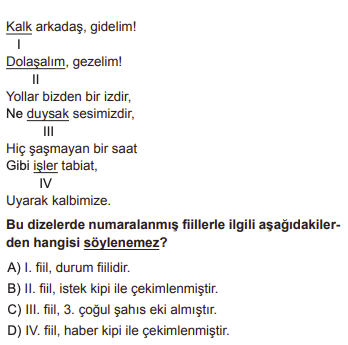 Kalk arkadaş, gidelim!
I
Dolaşalım, gezelim!
II
Yollar bizden bir izdir,
Ne duysak sesimizdir,
III
Hiç şaşmayan bir saat
Gibi işler tabiat,
IV
Uyarak kalbimize.
Bu dizelerde numaralanmış fiillerle ilgili aşağıdakiler-
den hangisi söylenemez?
A) I. fiil, durum fiilidir.
B) II. fiil, istek kipi ile çekimlenmiştir.
C) III. fiil, 3. çoğul şahıs eki almıştır.
D) IV. fiil, haber kipi ile çekimlenmiştir.